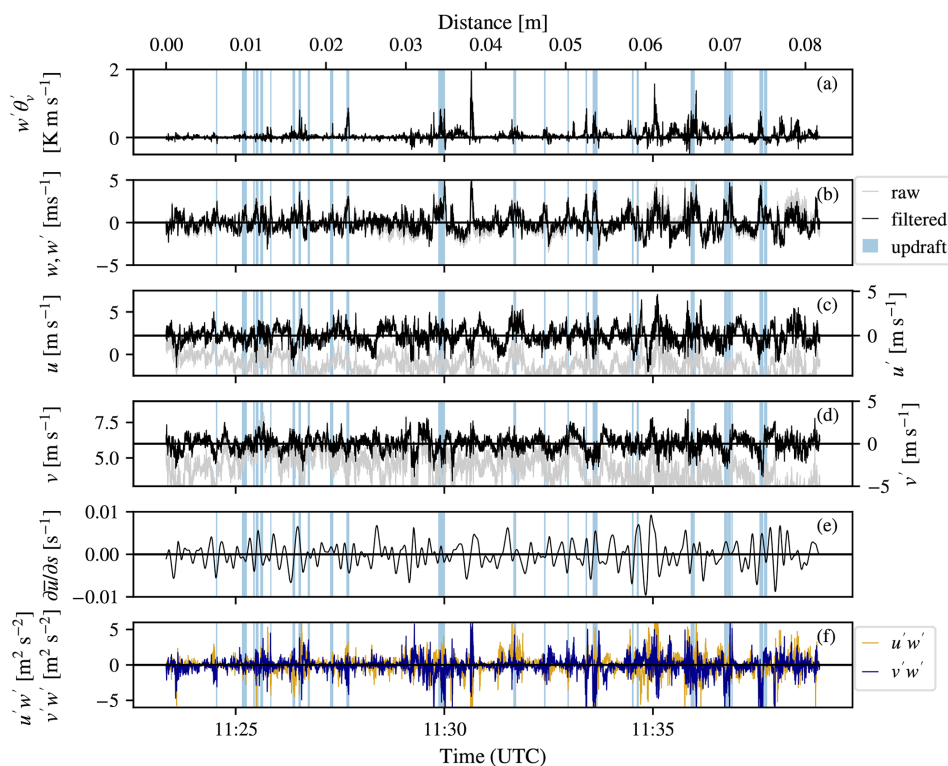 Distance [m]
0.00 0.01 0.02 0.03 0.04 0.05 0.06 0.07 0.08
w′θ′ᵥ
[K m s⁻¹]
2
0
(a)
w, w′ [ms⁻¹]
5
0
−5
(b)
raw
filtered
updraft
u [m s⁻¹]
5
0
(c)
5
0
u′ [m s⁻¹]
v [m s⁻¹]
7.5
5.0
(d)
5
0
−5
v′ [m s⁻¹]
∂u̅/∂s [s⁻¹]
0.01
0.00
−0.01
(e)
u′w′ [m² s⁻²]
v′w′ [m² s⁻²]
5
0
−5
(f)
u′w′
v′w′
11:25 11:30 11:35
Time (UTC)